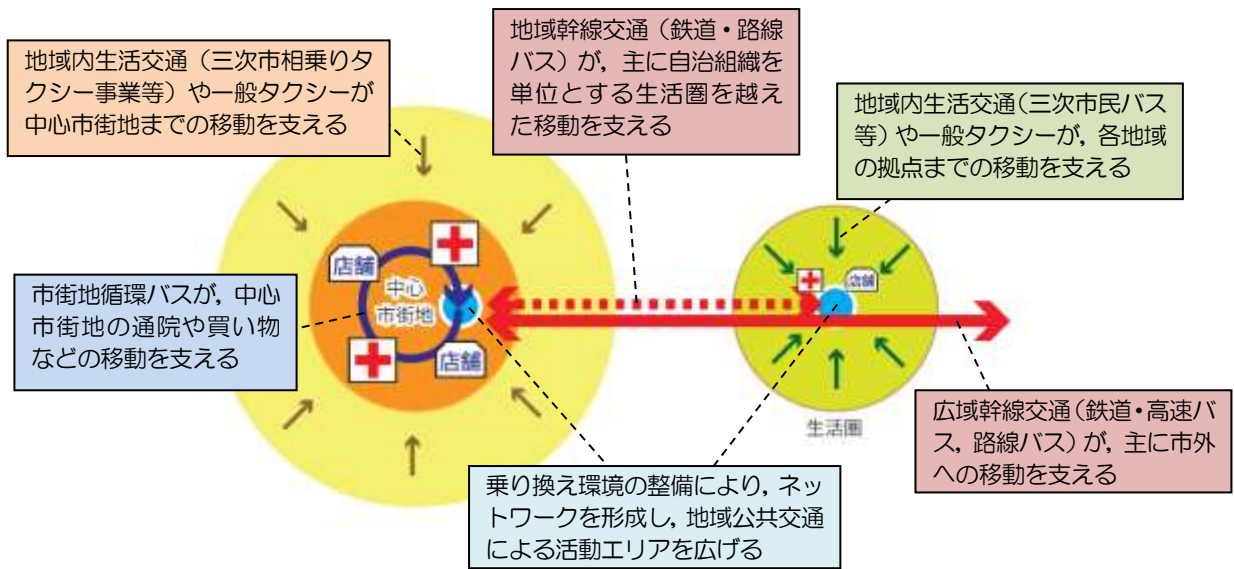 地域内生活交通（三次市相乗りタ
クシー事業等）や一般タクシーが
中心市街地までの移動を支える
地域幹線交通（鉄道・路線
バス）が，主に自治組織を
単位とする生活圏を越え
た移動を支える
地域内生活交通（三次市民バス
等）や一般タクシーが，各地域
の拠点までの移動を支える
市街地循環バスが，中心
市街地の通院や買い物
などの移動を支える
店舗
中心
市街地
店舗
店舗
生活圏
広域幹線交通（鉄道・高速バ
ス，路線バス）が，主に市外
への移動を支える
乗り換え環境の整備により，ネッ
トワークを形成し，地域公共交通
による活動エリアを広げる